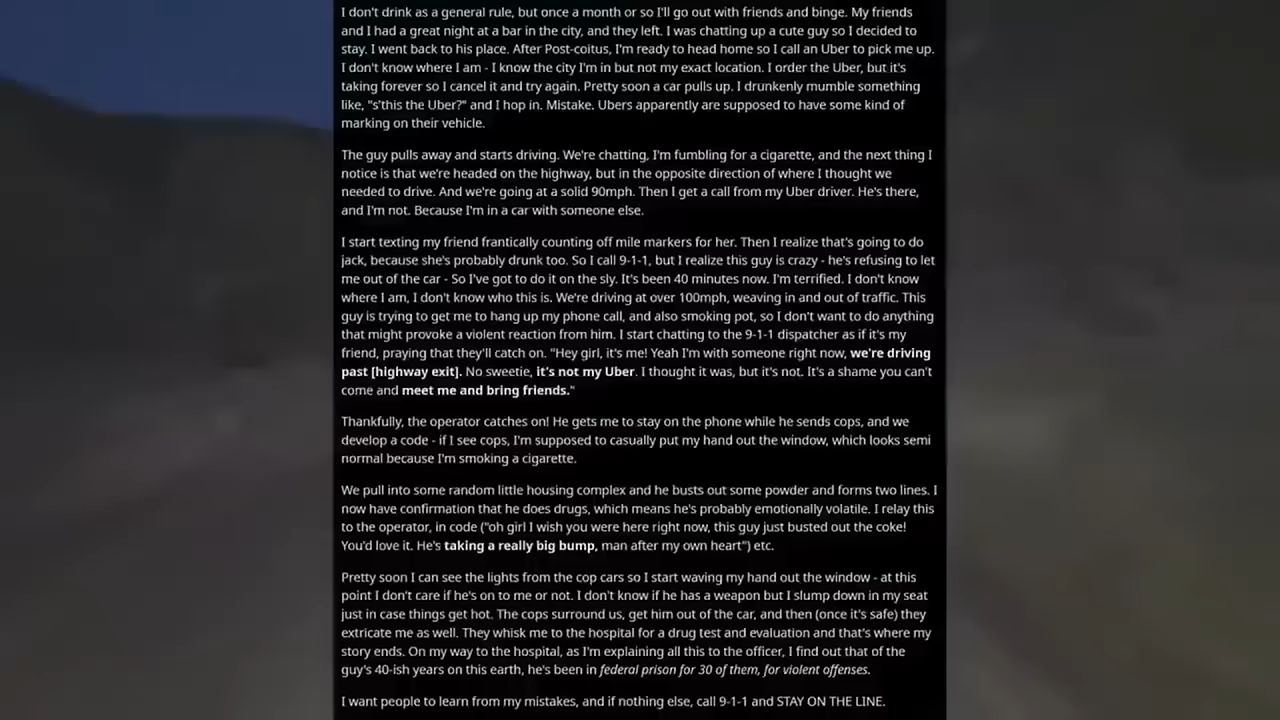 I don't drink as a general rule, but once a month or so I'll go out with friends and binge. My friends
and I had a great night at a bar in the city, and they left. I was chatting up a cute guy so I decided to
stay. I went back to his place. After Post-coitus, I'm ready to head home so I call an Uber to pick me up.
I don't know where I am - I know the city I'm in but not my exact location. I order the Uber, but it's
taking forever so I cancel it and try again. Pretty soon a car pulls up. I drunkenly mumble something
like, "s'this the Uber?" and I hop in. Mistake. Ubers apparently are supposed to have some kind of
marking on their vehicle.
The guy pulls away and starts driving. We're chatting, I'm fumbling for a cigarette, and the next thing I
notice is that we're headed on the highway, but in the opposite direction of where I thought we
needed to drive. And we're going at a solid 90mph. Then I get a call from my Uber driver. He's there,
and I'm not. Because I'm in a car with someone else.
I start texting my friend frantically counting off mile markers for her. Then I realize that's going to do
jack, because she's probably drunk too. So I call 9-1-1, but I realize this guy is crazy - he's refusing to let
me out of the car - So I've got to do it on the sly. It's been 40 minutes now. I'm terrified. I don't know
where I am, I don't know who this is. We're driving at over 100mph, weaving in and out of traffic. This
guy is trying to get me to hang up my phone call, and also smoking pot, so I don't want to do anything
that might provoke a violent reaction from him. I start chatting to the 9-1-1 dispatcher as if it's my
friend, praying that they'll catch on. "Hey girl, it's me! Yeah I'm with someone right now, we're driving
past [highway exit]. No sweetie, it's not my Uber. I thought it was, but it's not. It's a shame you can't
come and meet me and bring friends."
Thankfully, the operator catches on! He gets me to stay on the phone while he sends cops, and we
develop a code - if I see cops, I'm supposed to casually put my hand out the window, which looks semi
normal because I'm smoking a cigarette.
We pull into some random little housing complex and he busts out some powder and forms two lines. I
now have confirmation that he does drugs, which means he's probably emotionally volatile. I relay this
to the operator, in code ("oh girl I wish you were here right now, this guy just busted out the coke!
You'd love it. He's taking a really big bump, man after my own heart") etc.
Pretty soon I can see the lights from the cop cars so I start waving my hand out the window - at this
point I don't care if he's on to me or not. I don't know if he has a weapon but I slump down in my seat
just in case things get hot. The cops surround us, get him out of the car, and then (once it's safe) they
extricate me as well. They whisk me to the hospital for a drug test and evaluation and that's where my
story ends. On my way to the hospital, as I'm explaining all this to the officer, I find out that of the
guy's 40-ish years on this earth, he's been in federal prison for 30 of them, for violent offenses.
I want people to learn from my mistakes, and if nothing else, call 9-1-1 and STAY ON THE LINE.